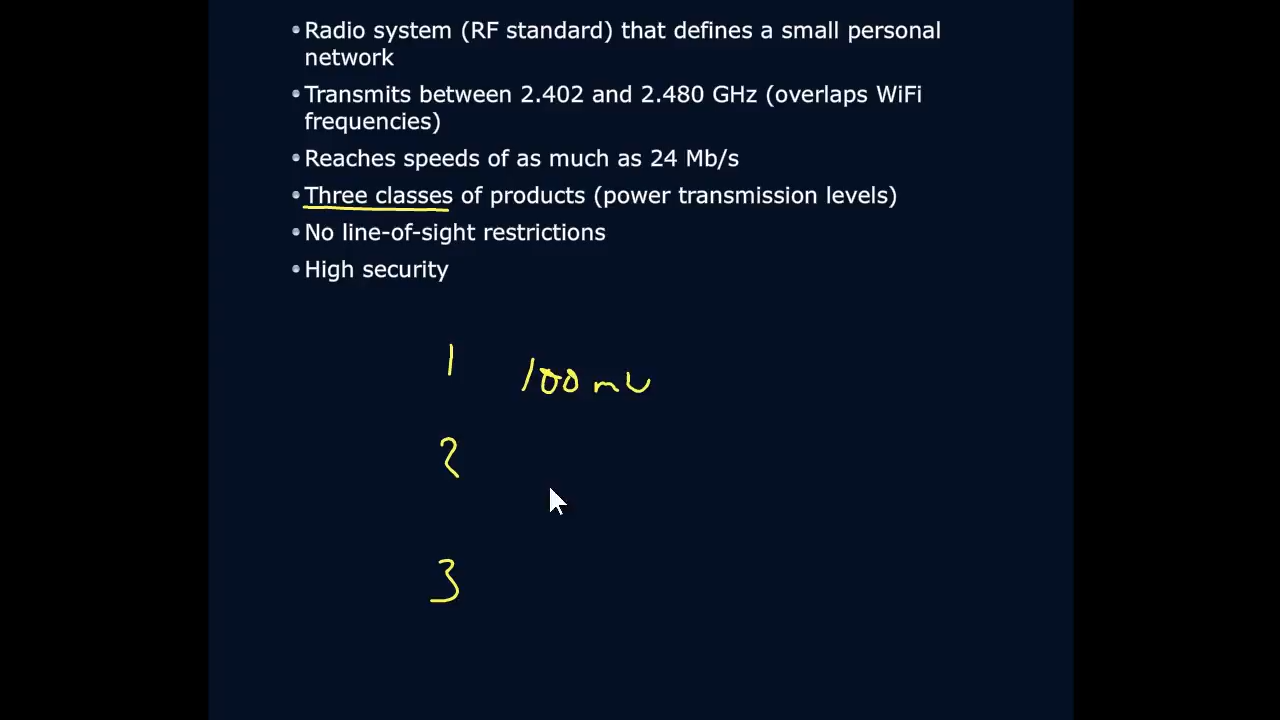 • Radio system (RF standard) that defines a small personal
network
• Transmits between 2.402 and 2.480 GHz (overlaps WiFi
frequencies)
• Reaches speeds of as much as 24 Mb/s
• Three classes of products (power transmission levels)
• No line-of-sight restrictions
• High security
1 100 mU
2
3